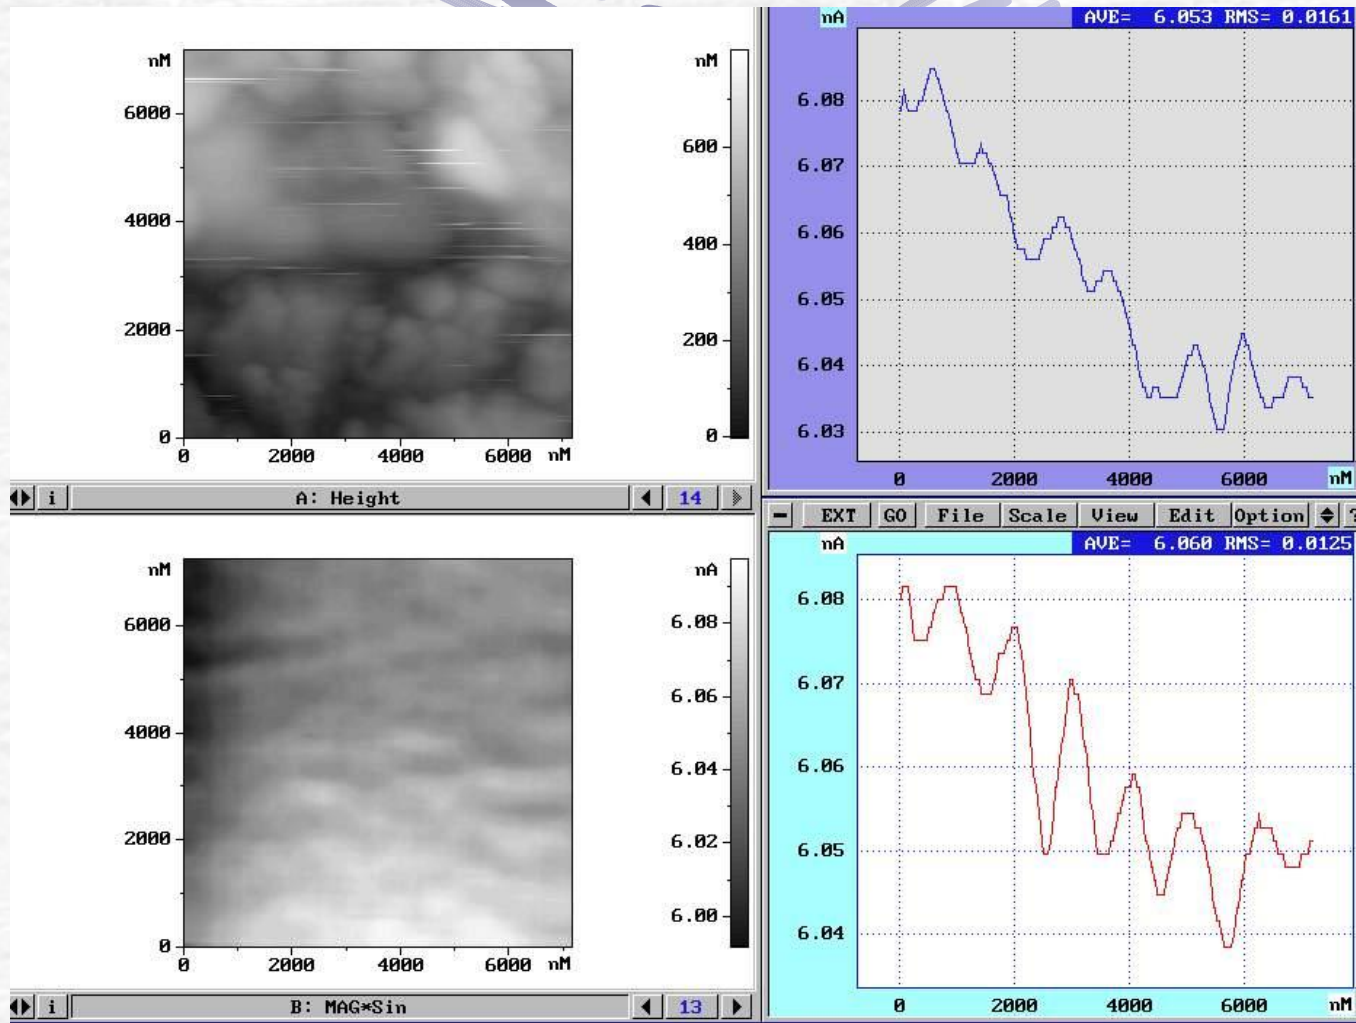 nM
6000
4000
2000
0
0 2000 4000 6000 nM
nM
600
400
200
0
i A: Height 14
nM
6000
4000
2000
0
0 2000 4000 6000 nM
nA
6.08
6.06
6.04
6.02
6.00
i B: MAG*Sin 13
nA AVE= 6.053 RMS= 0.0161
6.08
6.07
6.06
6.05
6.04
6.03
0 2000 4000 6000 nM
EXT GO File Scale View Edit Option ?
nA AVE= 6.060 RMS= 0.0125
6.08
6.07
6.06
6.05
6.04
0 2000 4000 6000 nM